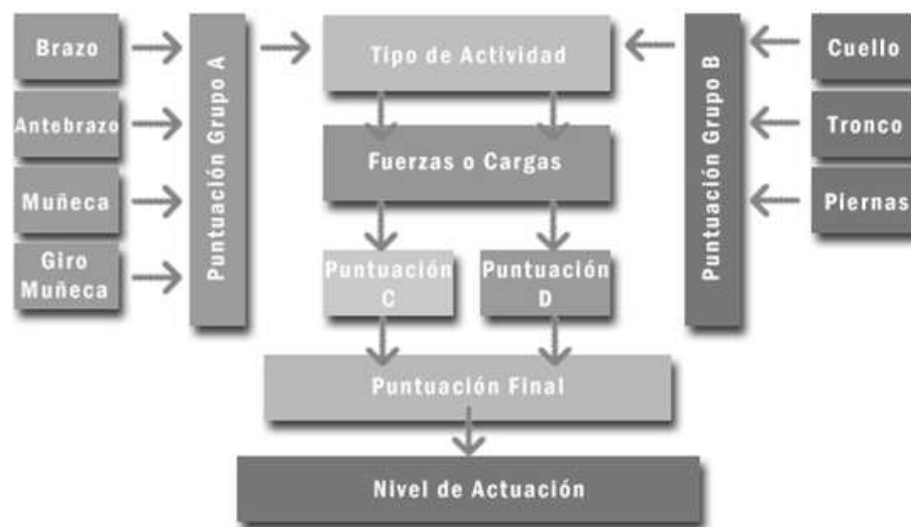 Brazo
Antebrazo
Muñeca
Giro
Muñeca
Puntuación Grupo A
Tipo de Actividad
Fuerzas o Cargas
Puntuación
C
Puntuación
D
Puntuación Final
Nivel de Actuación
Puntuación Grupo B
Cuello
Tronco
Piernas